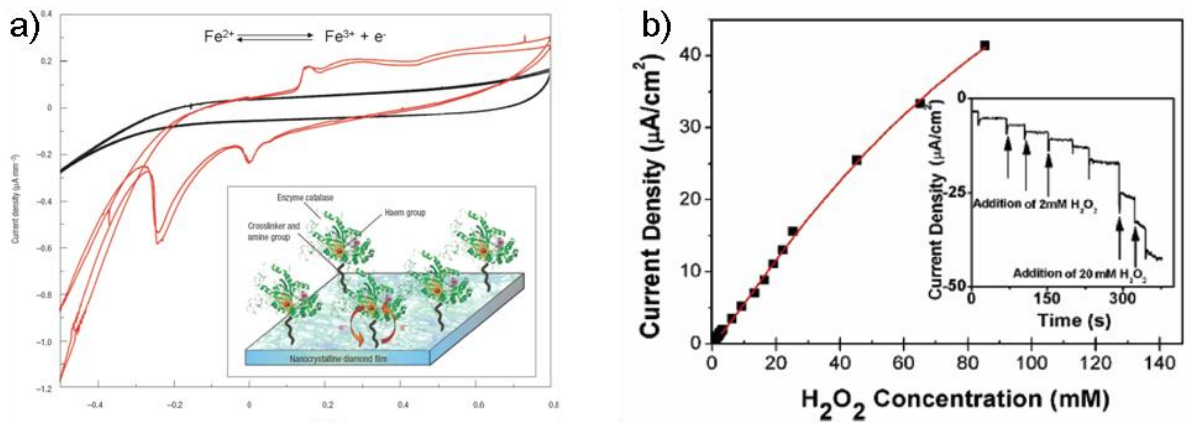 a)
Fe²⁺ ⇌ Fe³⁺ + e⁻
0.4
0.2
0
−0.2
−0.4
−0.6
−0.8
−1.0
−1.2
Current density (µA mm⁻²)
Enzyme catalase
Haem group
Crosslinker and
amine group
e⁻
e⁻
Nanocrystalline diamond film
−0.4
−0.2
0
0.2
0.4
0.6
0.8
b)
Current Density (µA/cm²)
40
30
20
10
0
0
20
40
60
80
100
120
140
H₂O₂ Concentration (mM)
Current Density (µA/cm²)
0
-25
-50
Addition of 2mM H₂O₂
Addition of 20 mM H₂O₂
0
150
300
Time (s)